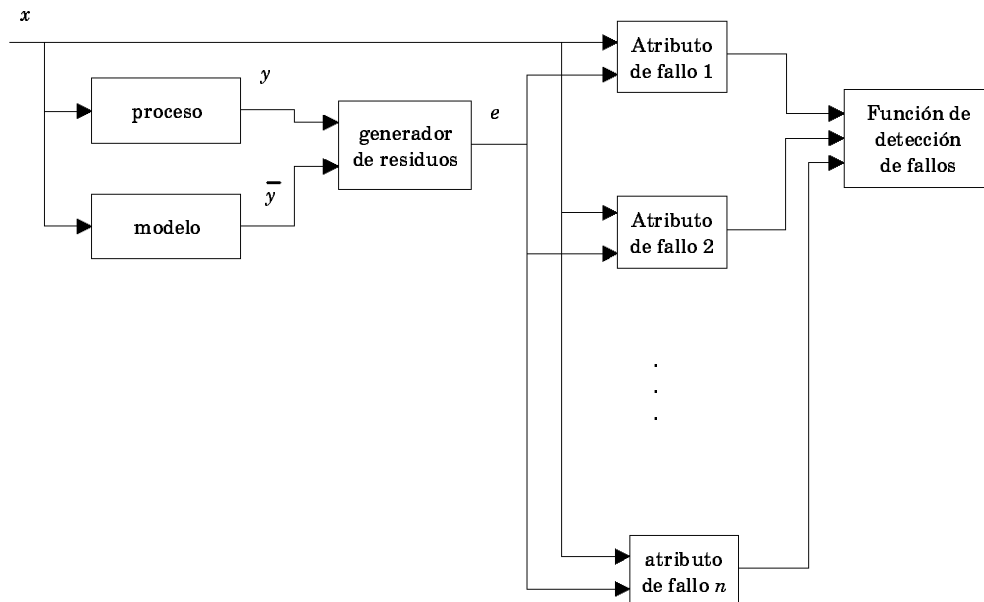 x
proceso
y
modelo
ȳ
generador
de residuos
e
Atributo
de fallo 1
Atributo
de fallo 2
.
.
.
atributo
de fallo n
Función de
detección
de fallos